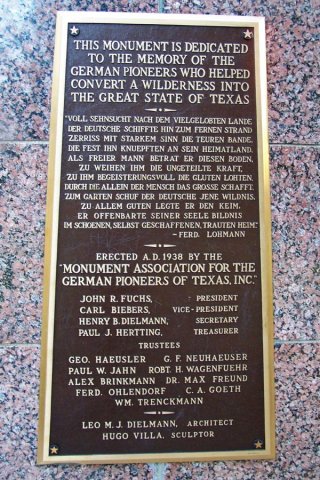 THIS MONUMENT IS DEDICATED
TO THE MEMORY OF THE
GERMAN PIONEERS WHO HELPED
CONVERT A WILDERNESS INTO
THE GREAT STATE OF TEXAS
"VOLL SEHNSUCHT NACH DEM VIELGELOBTEN LANDE
DER DEUTSCHE SCHIFFTE HIN ZUM FERNEN STRAND
ZERRISS MIT STARKEM SINN DIE TEUREN BANDE,
DIE FEST IHN KNUEPFTEN AN SEIN HEIMATLAND.
ALS FREIER MANN BETRAT ER DIESEN BODEN,
ZU WEIHEN IHM DIE UNGETEILTE KRAFT,
ZU IHM BEGEISTERUNGSVOLL DIE GLUTEN LOHTEN,
DURCH DIE ALLEIN DER MENSCH DAS GROSSE SCHAFFT.
ZUM GARTEN SCHUF DER DEUTSCHE JENE WILDNIS,
ZU ALLEM GUTEN LEGTE ER DEN KEIM,
ER OFFENBARTE SEINER SEELE BILDNIS
IM SCHOENEN, SELBST GESCHAFFENEN, TRAUTEN HEIM."
- FERD. LOHMANN
ERECTED A.D. 1938 BY THE
"MONUMENT ASSOCIATION FOR THE
GERMAN PIONEERS OF TEXAS, INC."
JOHN R. FUCHS, PRESIDENT
CARL BIEBERS, VICE-PRESIDENT
HENRY B. DIELMANN, SECRETARY
PAUL J. HERTTING, TREASURER
TRUSTEES
GEO. HAEUSLER G. F. NEUHAEUSER
PAUL W. JAHN ROBT. H. WAGENFUEHR
ALEX BRINKMANN DR. MAX FREUND
FERD. OHLENDORF C. A. GOETH
WM. TRENCKMANN
LEO M. J. DIELMANN, ARCHITECT
HUGO VILLA, SCULPTOR